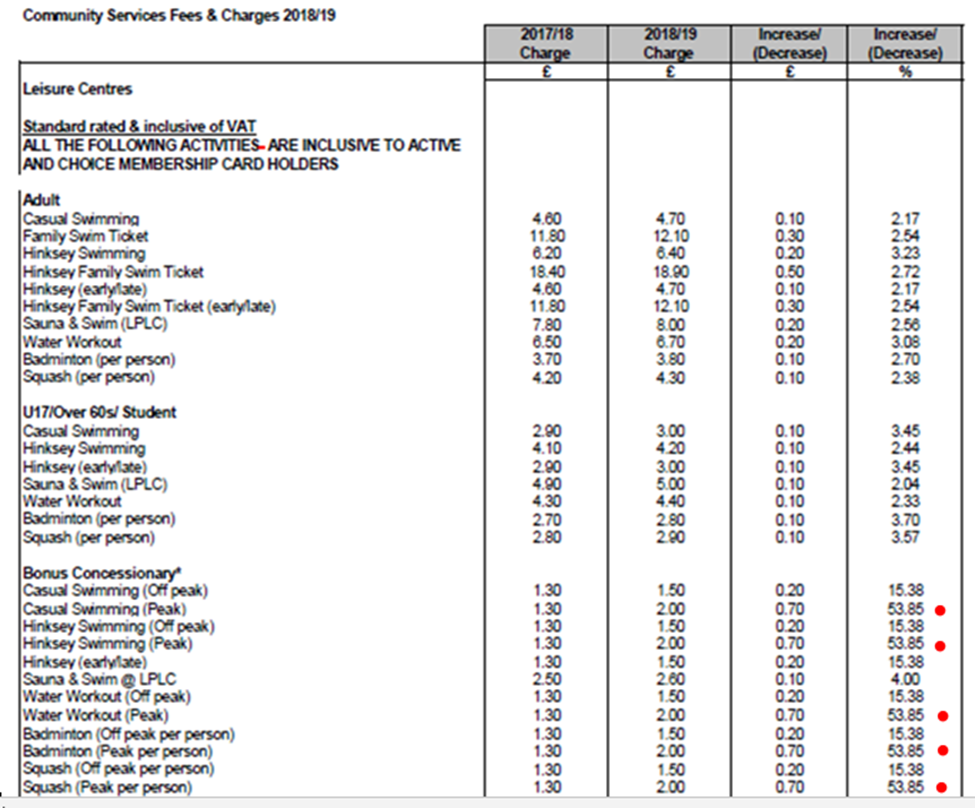 Community Services Fees & Charges 2018/19
2017/18 2018/19 Increase/ Increase/
Charge Charge (Decrease) (Decrease)
£ £ £ %
Leisure Centres
Standard rated & inclusive of VAT
ALL THE FOLLOWING ACTIVITIES- ARE INCLUSIVE TO ACTIVE
AND CHOICE MEMBERSHIP CARD HOLDERS
Adult
Casual Swimming 4.60 4.70 0.10 2.17
Family Swim Ticket 11.80 12.10 0.30 2.54
Hinksey Swimming 6.20 6.40 0.20 3.23
Hinksey Family Swim Ticket 18.40 18.90 0.50 2.72
Hinksey (early/late) 4.60 4.70 0.10 2.17
Hinksey Family Swim Ticket (early/late) 11.80 12.10 0.30 2.54
Sauna & Swim (LPLC) 7.80 8.00 0.20 2.56
Water Workout 6.50 6.70 0.20 3.08
Badminton (per person) 3.70 3.80 0.10 2.70
Squash (per person) 4.20 4.30 0.10 2.38
U17/Over 60s/ Student
Casual Swimming 2.90 3.00 0.10 3.45
Hinksey Swimming 4.10 4.20 0.10 2.44
Hinksey (early/late) 2.90 3.00 0.10 3.45
Sauna & Swim (LPLC) 4.90 5.00 0.10 2.04
Water Workout 4.30 4.40 0.10 2.33
Badminton (per person) 2.70 2.80 0.10 3.70
Squash (per person) 2.80 2.90 0.10 3.57
Bonus Concessionary*
Casual Swimming (Off peak) 1.30 1.50 0.20 15.38
Casual Swimming (Peak) 1.30 2.00 0.70 53.85
Hinksey Swimming (Off peak) 1.30 1.50 0.20 15.38
Hinksey Swimming (Peak) 1.30 2.00 0.70 53.85
Hinksey (early/late) 1.30 1.50 0.20 15.38
Sauna & Swim @ LPLC 2.50 2.60 0.10 4.00
Water Workout (Off peak) 1.30 1.50 0.20 15.38
Water Workout (Peak) 1.30 2.00 0.70 53.85
Badminton (Off peak per person) 1.30 1.50 0.20 15.38
Badminton (Peak per person) 1.30 2.00 0.70 53.85
Squash (Off peak per person) 1.30 1.50 0.20 15.38
Squash (Peak per person) 1.30 2.00 0.70 53.85